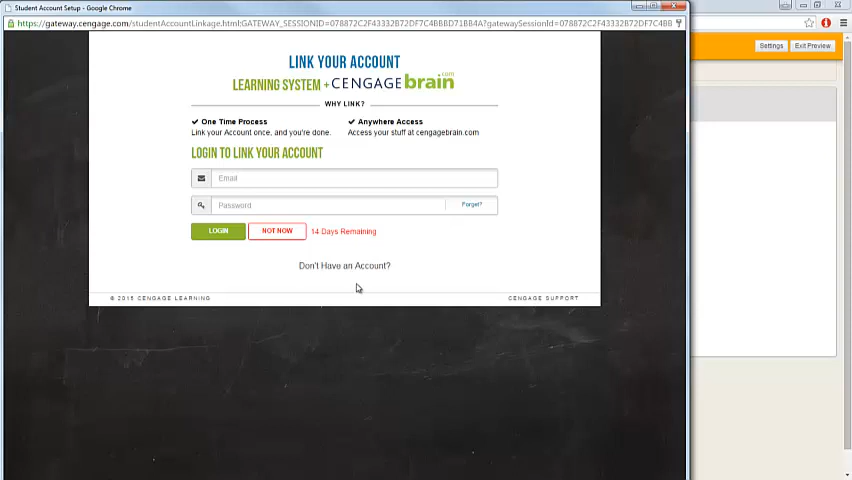 Student Account Setup - Google Chrome
https://gateway.cengage.com/studentAccountLinkage.html;GATEWAY_SESSIONID=078872C2F43332B72DF7C4BBBD71BB4A?gatewaySessionId=078872C2F43332B72DF7C4BB
Settings
Exit Preview
LINK YOUR ACCOUNT
LEARNING SYSTEM + CENGAGEbrain.com
WHY LINK?
✔ One Time Process
Link your Account once, and you're done.
✔ Anywhere Access
Access your stuff at cengagebrain.com
LOGIN TO LINK YOUR ACCOUNT
Email
Password
Forgot?
LOGIN
NOT NOW
14 Days Remaining
Don't Have an Account?
© 2015 CENGAGE LEARNING
CENGAGE SUPPORT